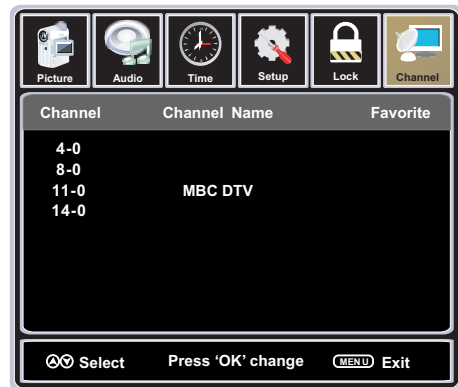 Picture Audio Time Setup Lock Channel
Channel Channel Name Favorite
4-0
8-0
11-0 MBC DTV
14-0
Select Press ‘OK’ change MENU Exit